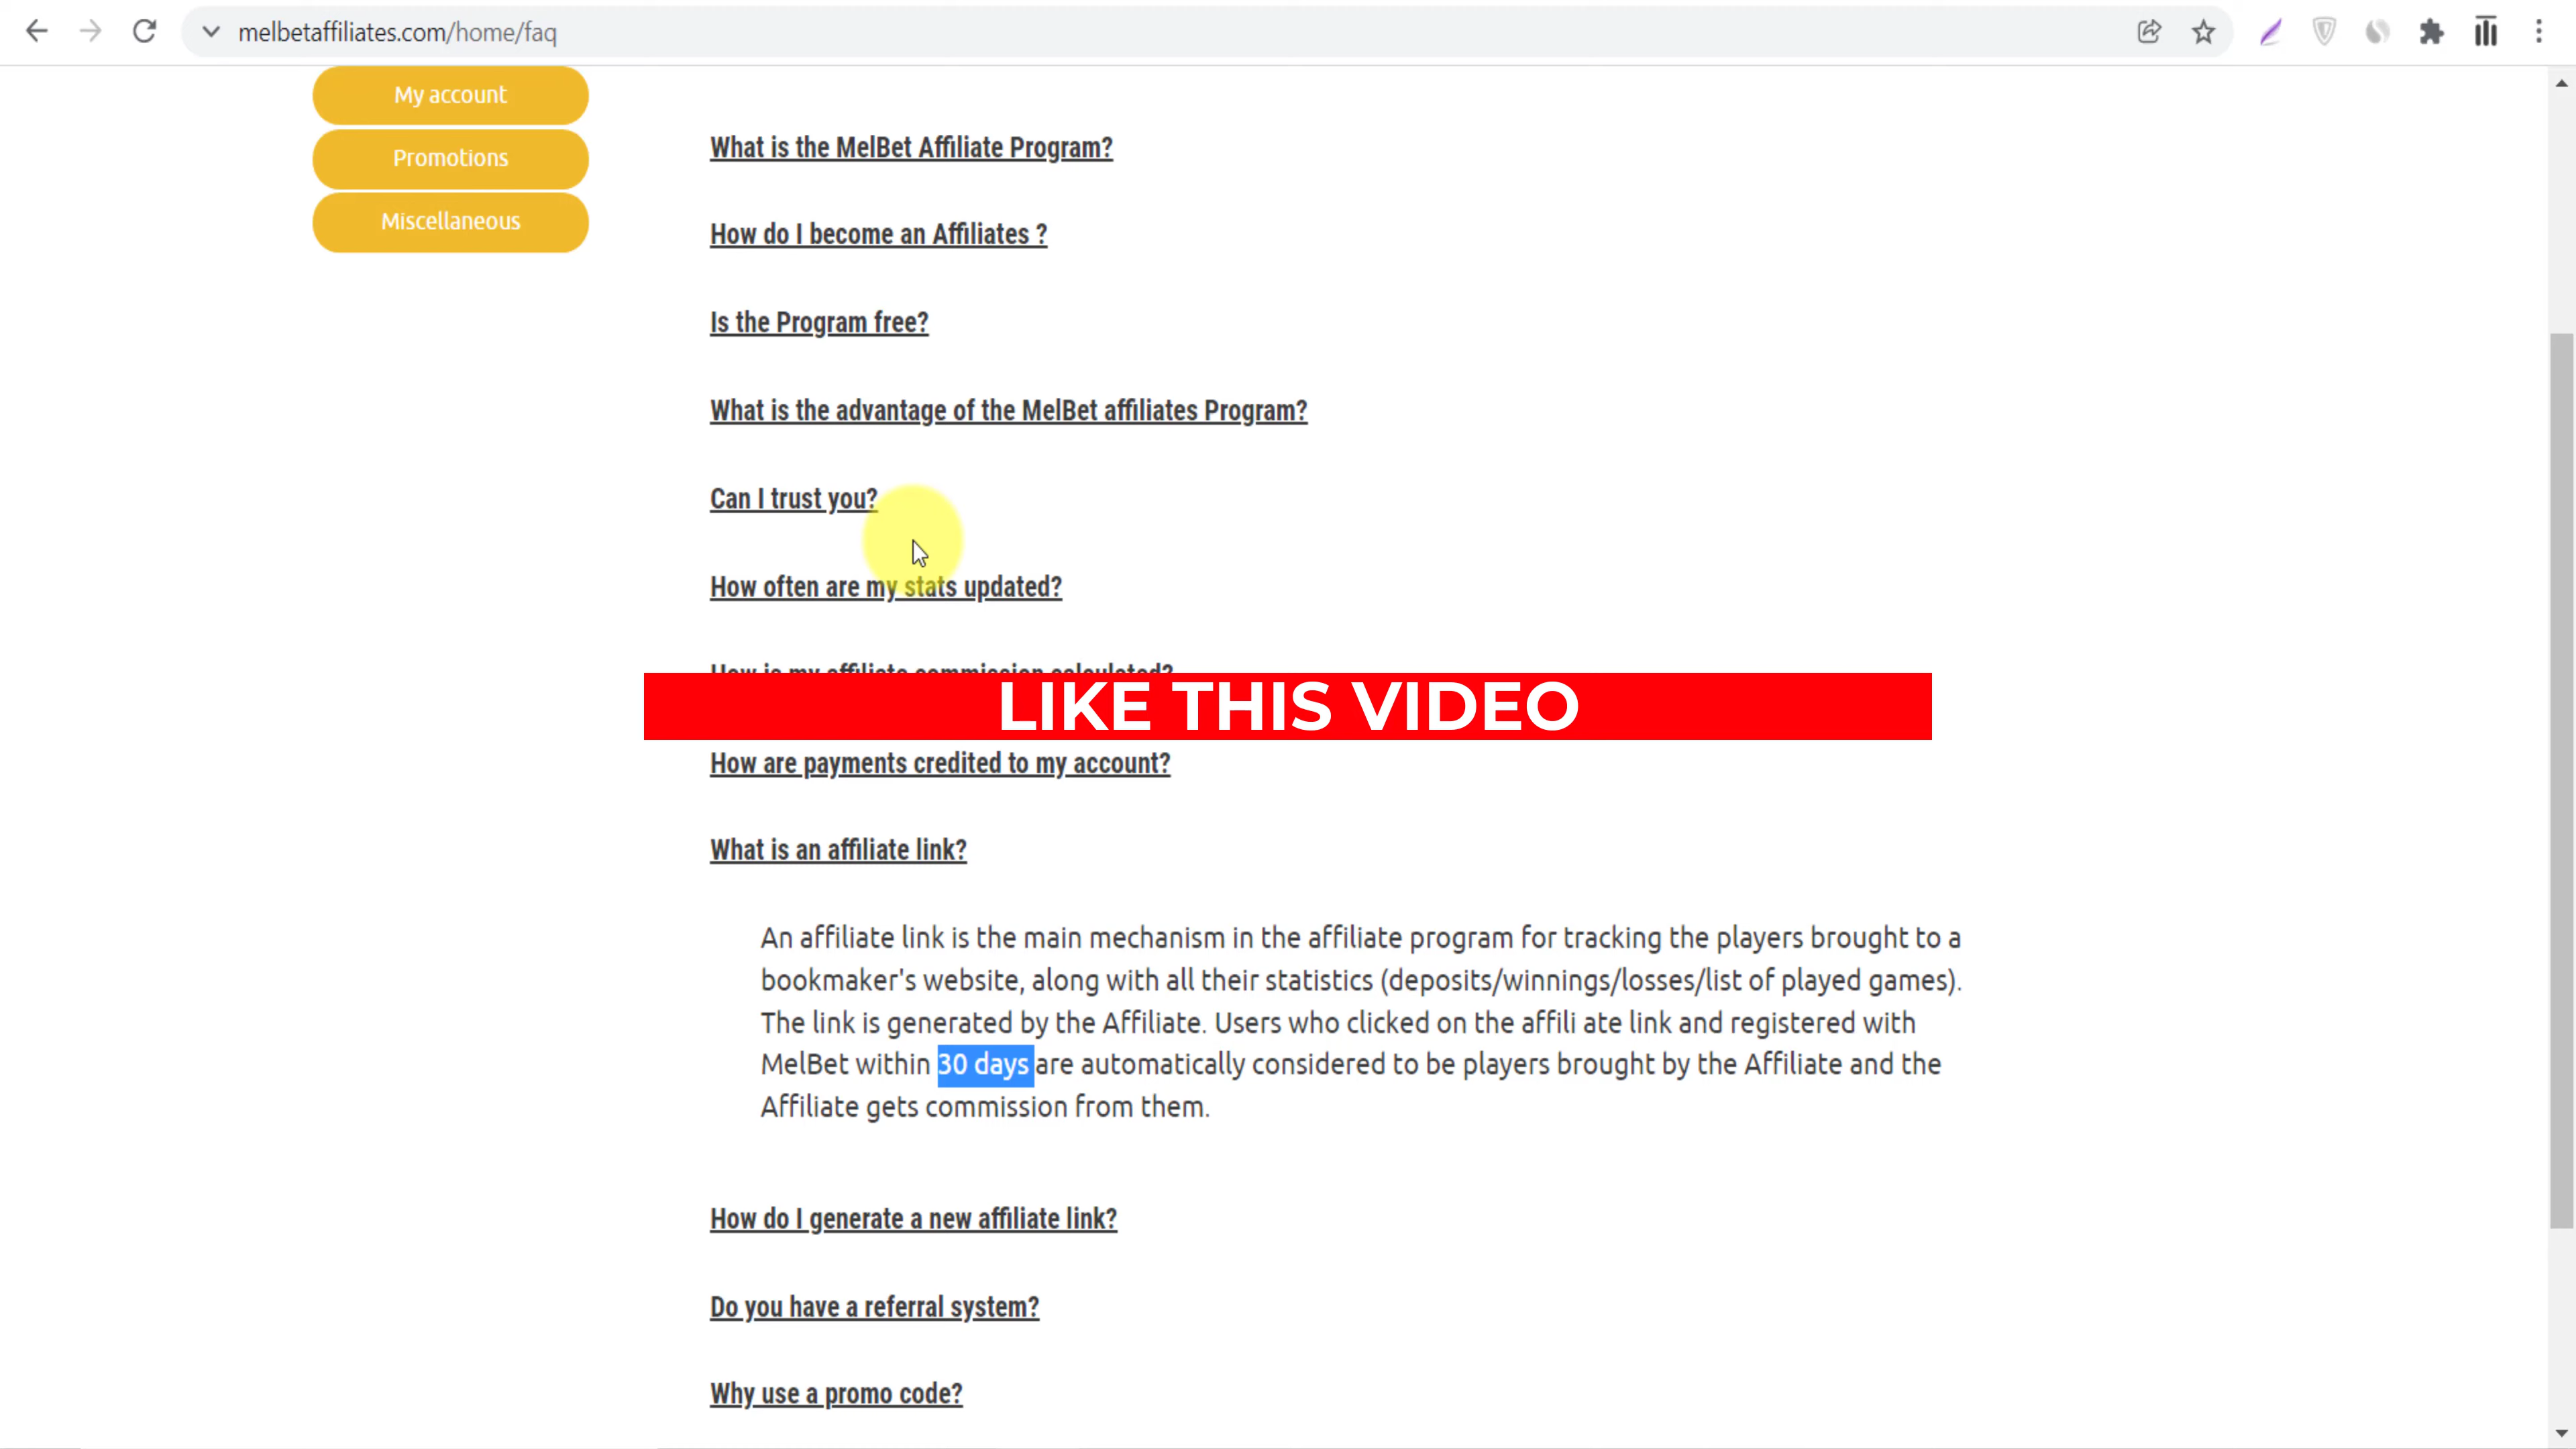 melbetaffiliates.com/home/faq
My account
Promotions
Miscellaneous
What is the MelBet Affiliate Program?
How do I become an Affiliates ?
Is the Program free?
What is the advantage of the MelBet affiliates Program?
Can I trust you?
How often are my stats updated?
How is my affiliate commission calculated?
LIKE THIS VIDEO
How are payments credited to my account?
What is an affiliate link?
An affiliate link is the main mechanism in the affiliate program for tracking the players brought to a
bookmaker's website, along with all their statistics (deposits/winnings/losses/list of played games).
The link is generated by the Affiliate. Users who clicked on the affili ate link and registered with
MelBet within 30 days are automatically considered to be players brought by the Affiliate and the
Affiliate gets commission from them.
How do I generate a new affiliate link?
Do you have a referral system?
Why use a promo code?